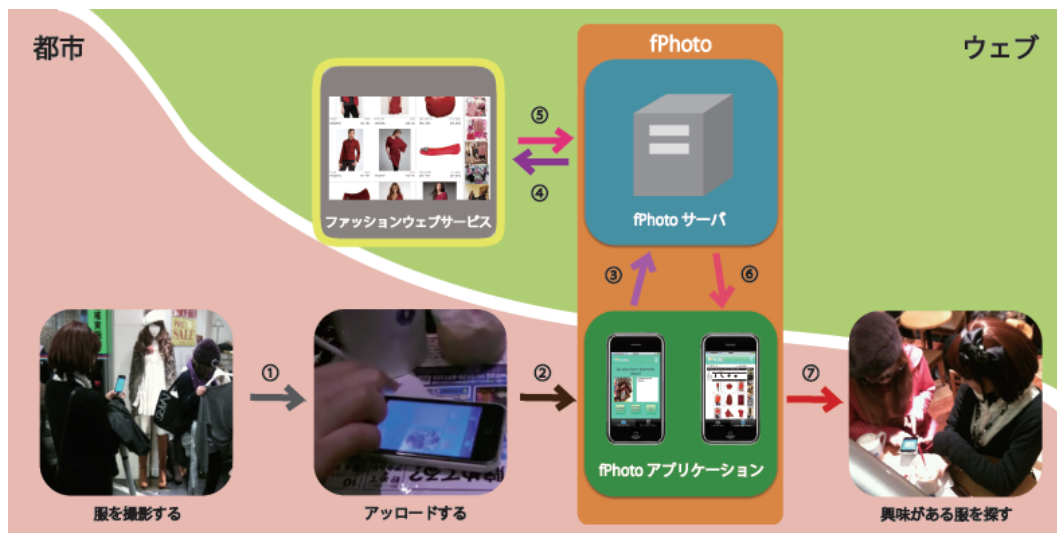 都市
fPhoto
ウェブ
⑤
④
ファッションウェブサービス
fPhoto サーバ
③
⑥
SALE
①
②
⑦
fPhoto アプリケーション
服を撮影する
アッロードする
興味がある服を探す